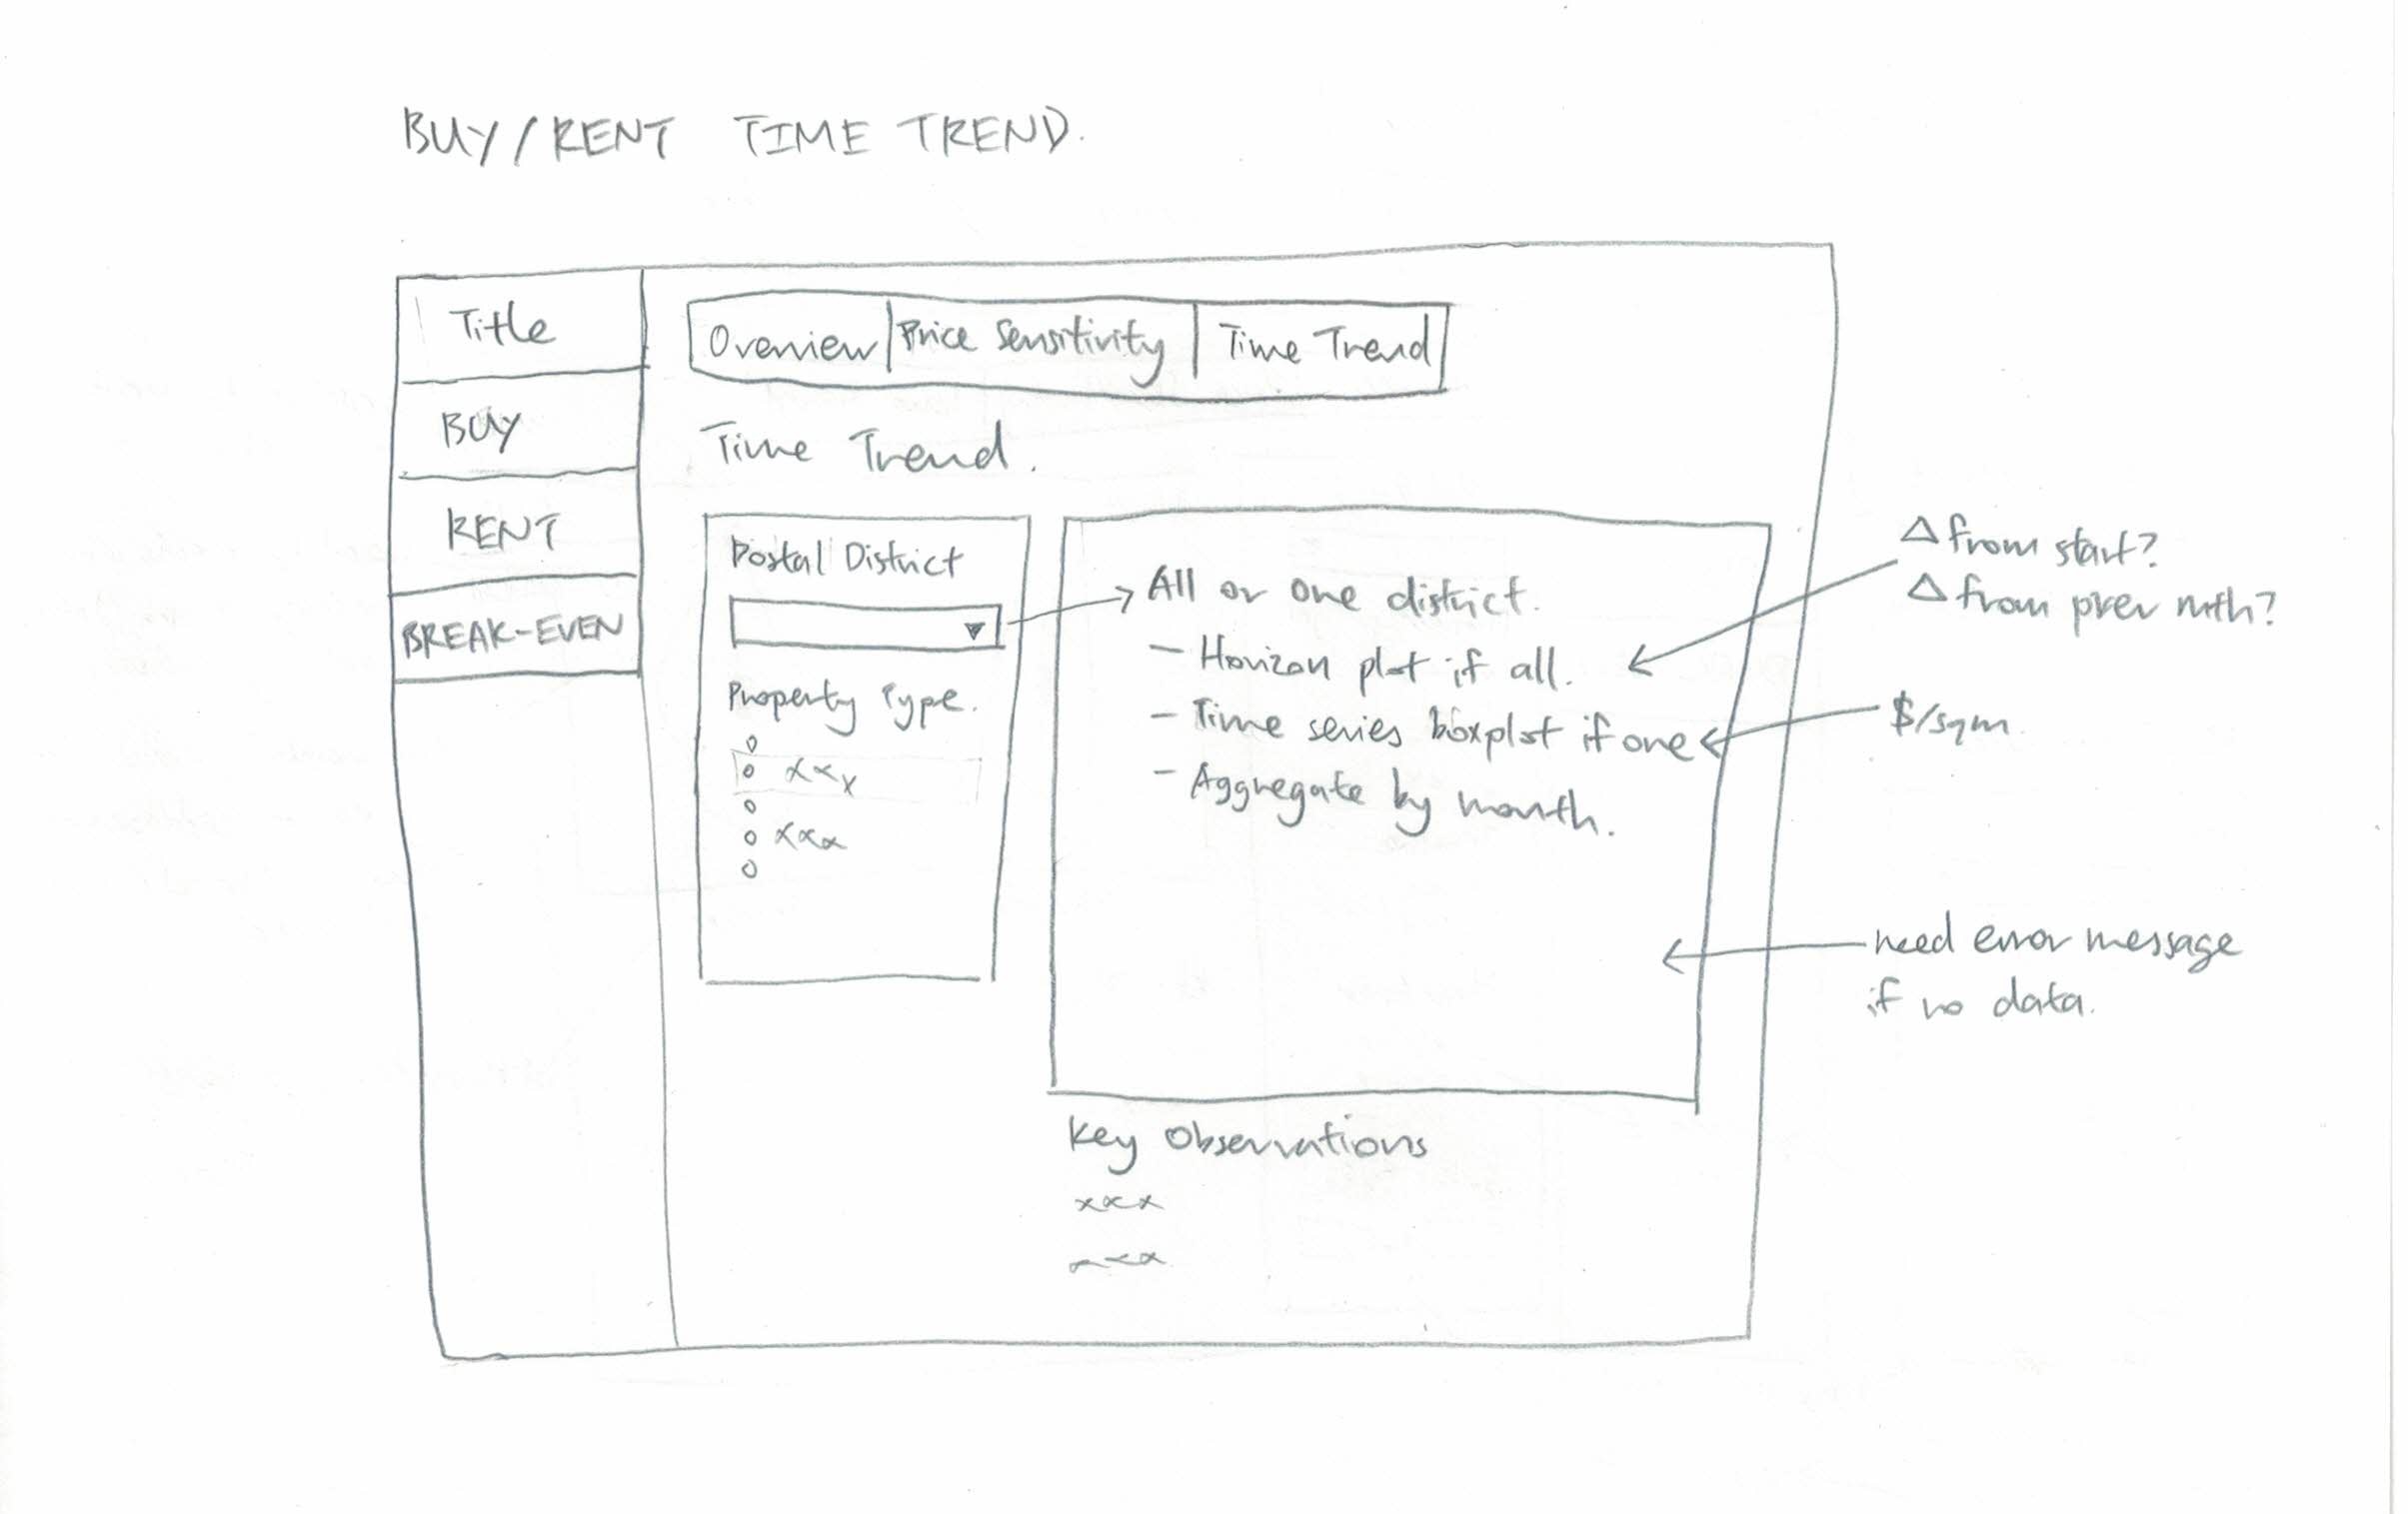 BUY/RENT TIME TREND.
Title
BUY
RENT
BREAK-EVEN
Overview
Price Sensitivity
Time Trend
Time Trend.
Postal District
Property Type.
xxx
xxx
All or one district.
- Horizon plot if all.
- Time series boxplot if one
- Aggregate by month.
Δ from start?
Δ from prev mth?
$/sqm
need error message
if no data.
Key Observations
xxx
xxx